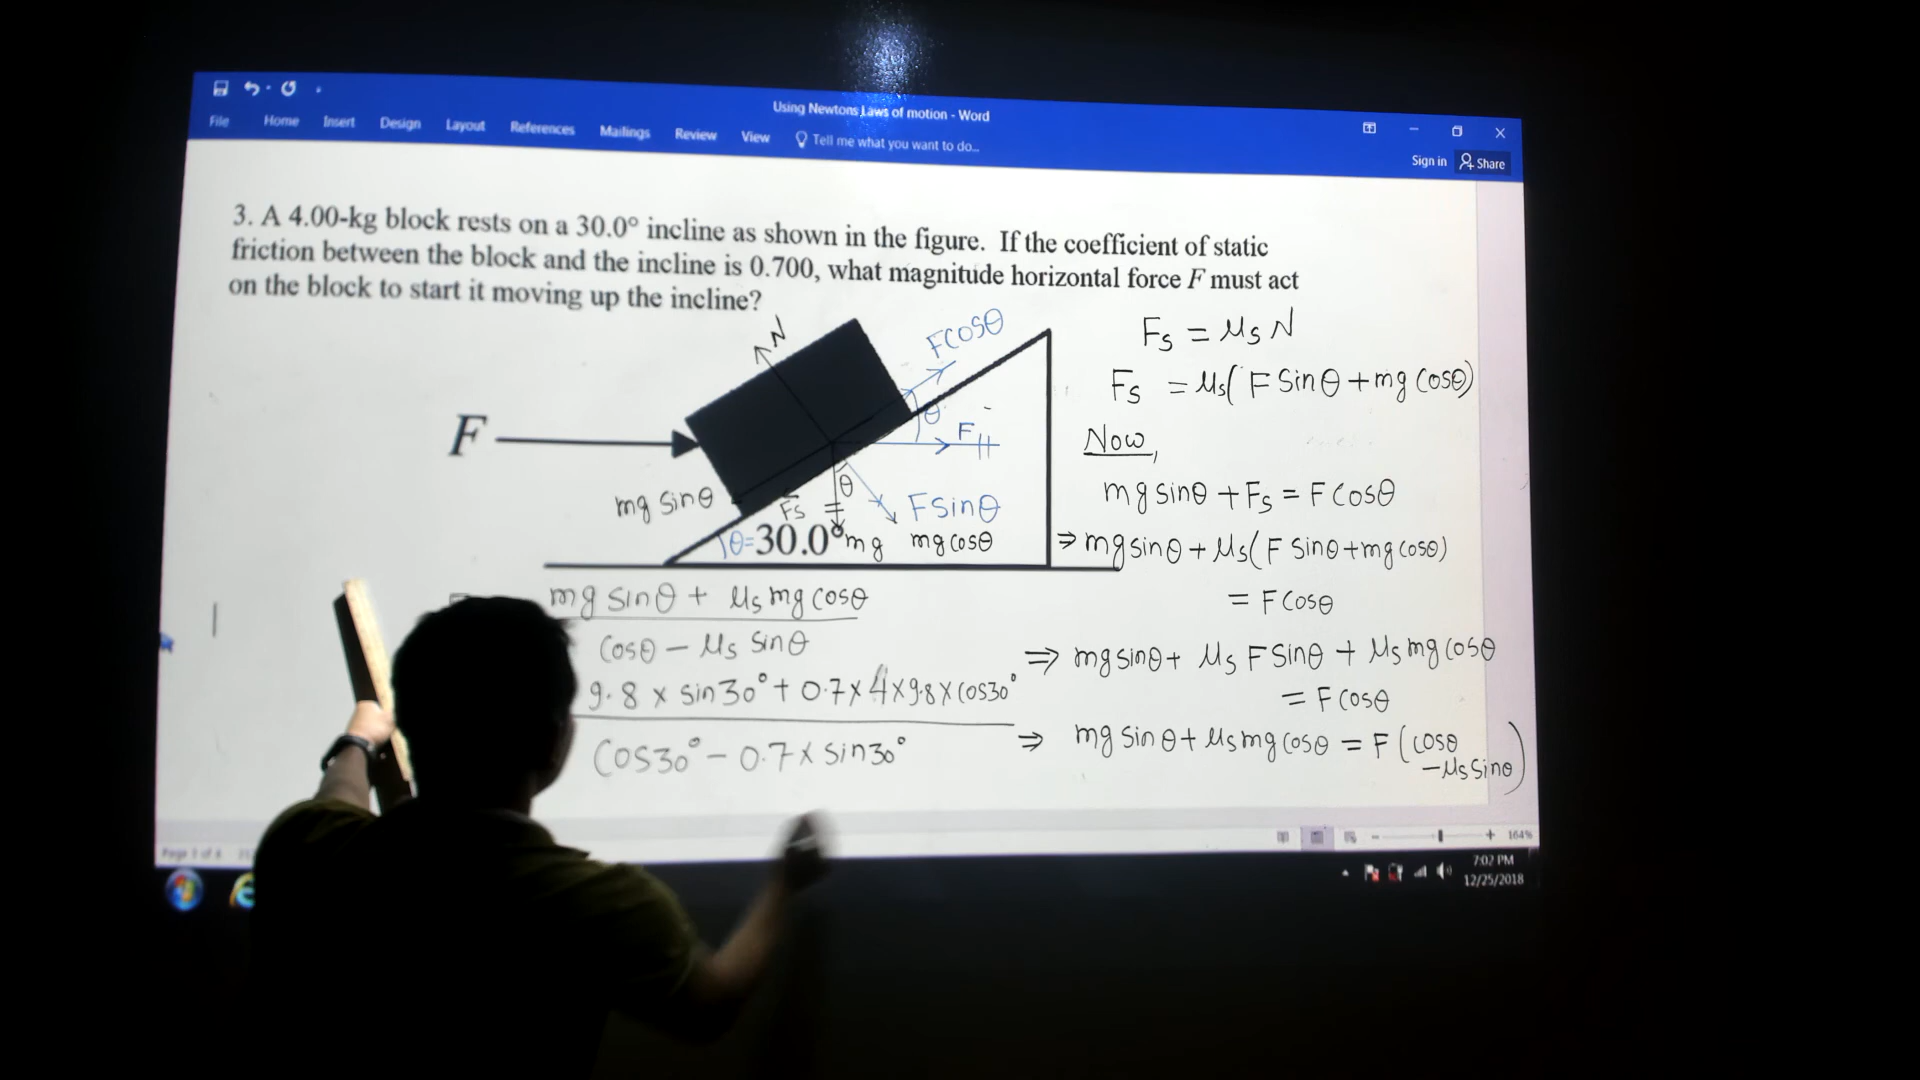 Using Newtons Laws of motion - Word
File Home Insert Design Layout References Mailings Review View Tell me what you want to do...
Sign in Share
3. A 4.00-kg block rests on a 30.0° incline as shown in the figure. If the coefficient of static
friction between the block and the incline is 0.700, what magnitude horizontal force F must act
on the block to start it moving up the incline?
N
Fcosθ
F
θ
F
mg sinθ
Fs
θ
Fsinθ
θ=30.0°
mg
mg cosθ
mg sinθ + μs mg cosθ
cosθ − μs sinθ
9.8 × sin30° + 0.7×4×9.8×cos30°
Cos30° − 0.7× sin30°
Fs = μs N
Fs = μs( F Sinθ + mg cosθ)
Now,
mg sinθ + Fs = F cosθ
⇒ mg sinθ + μs( F sinθ + mg cosθ)
= F cosθ
⇒ mg sinθ + μs F sinθ + μs mg cosθ
= F cosθ
⇒ mg sinθ + μs mg cosθ = F ( cosθ
− μs sinθ )
164%
7:02 PM
12/25/2018